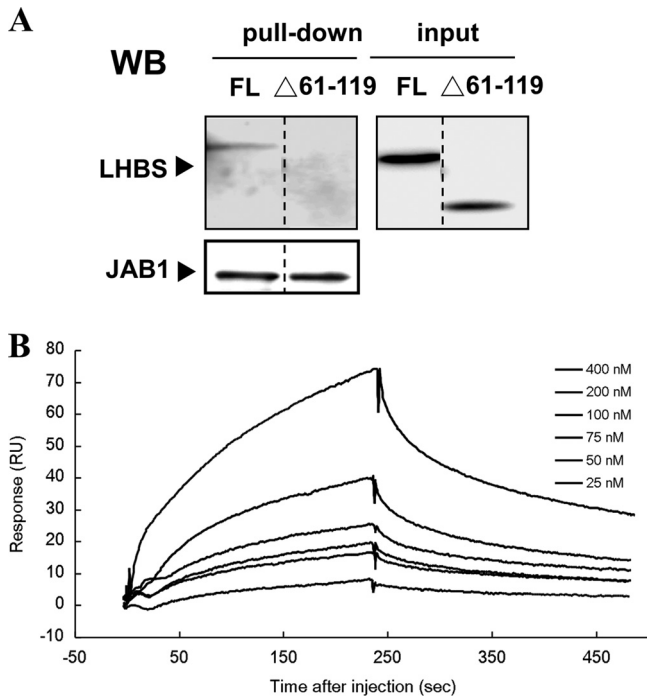 A
pull-down input
WB
FL △61-119 FL △61-119
LHBS
JAB1
B
80
70
60
50
40
30
20
10
0
-10
Response (RU)
400 nM
200 nM
100 nM
75 nM
50 nM
25 nM
-50 50 150 250 350 450
Time after injection (sec)